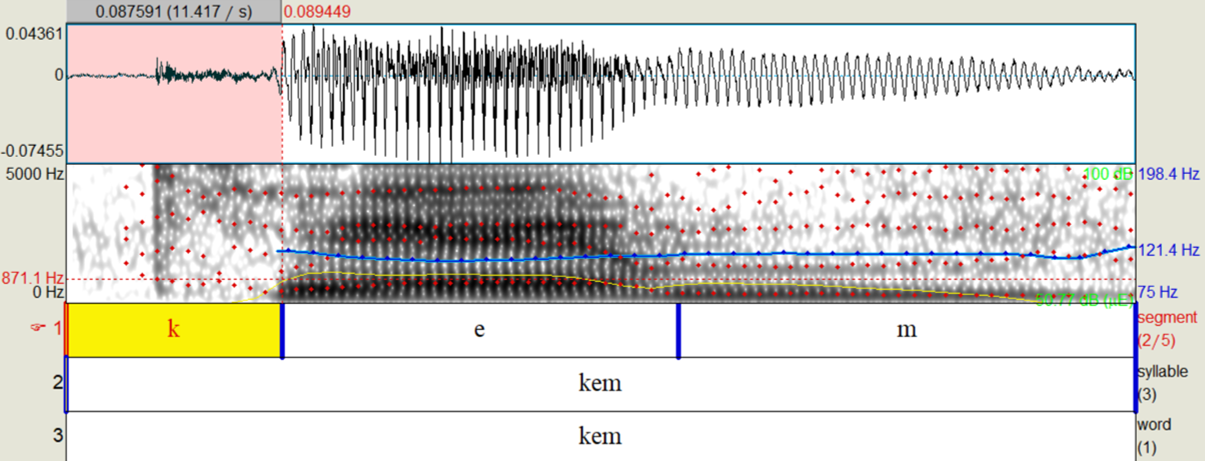 0.087591 (11.417 / s) 0.089449
0.04361
0
-0.07455
5000 Hz 100 dB 198.4 Hz
121.4 Hz
871.1 Hz
0 Hz 75 Hz
☞ 1 k e m segment
(2/5)
2 kem syllable
(3)
3 kem word
(1)